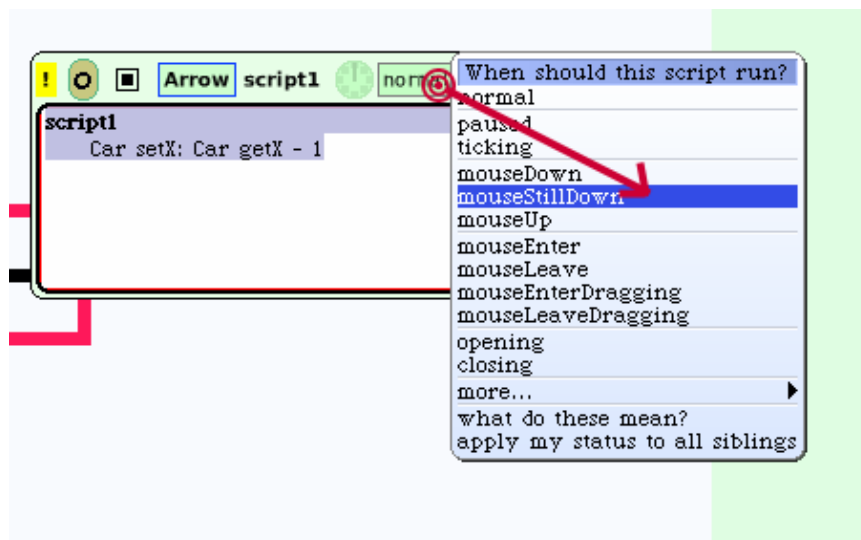 ! Arrow script1 normal
script1
Car setX: Car getX - 1
When should this script run?
normal
paused
ticking
mouseDown
mouseStillDown
mouseUp
mouseEnter
mouseLeave
mouseEnterDragging
mouseLeaveDragging
opening
closing
more...
what do these mean?
apply my status to all siblings